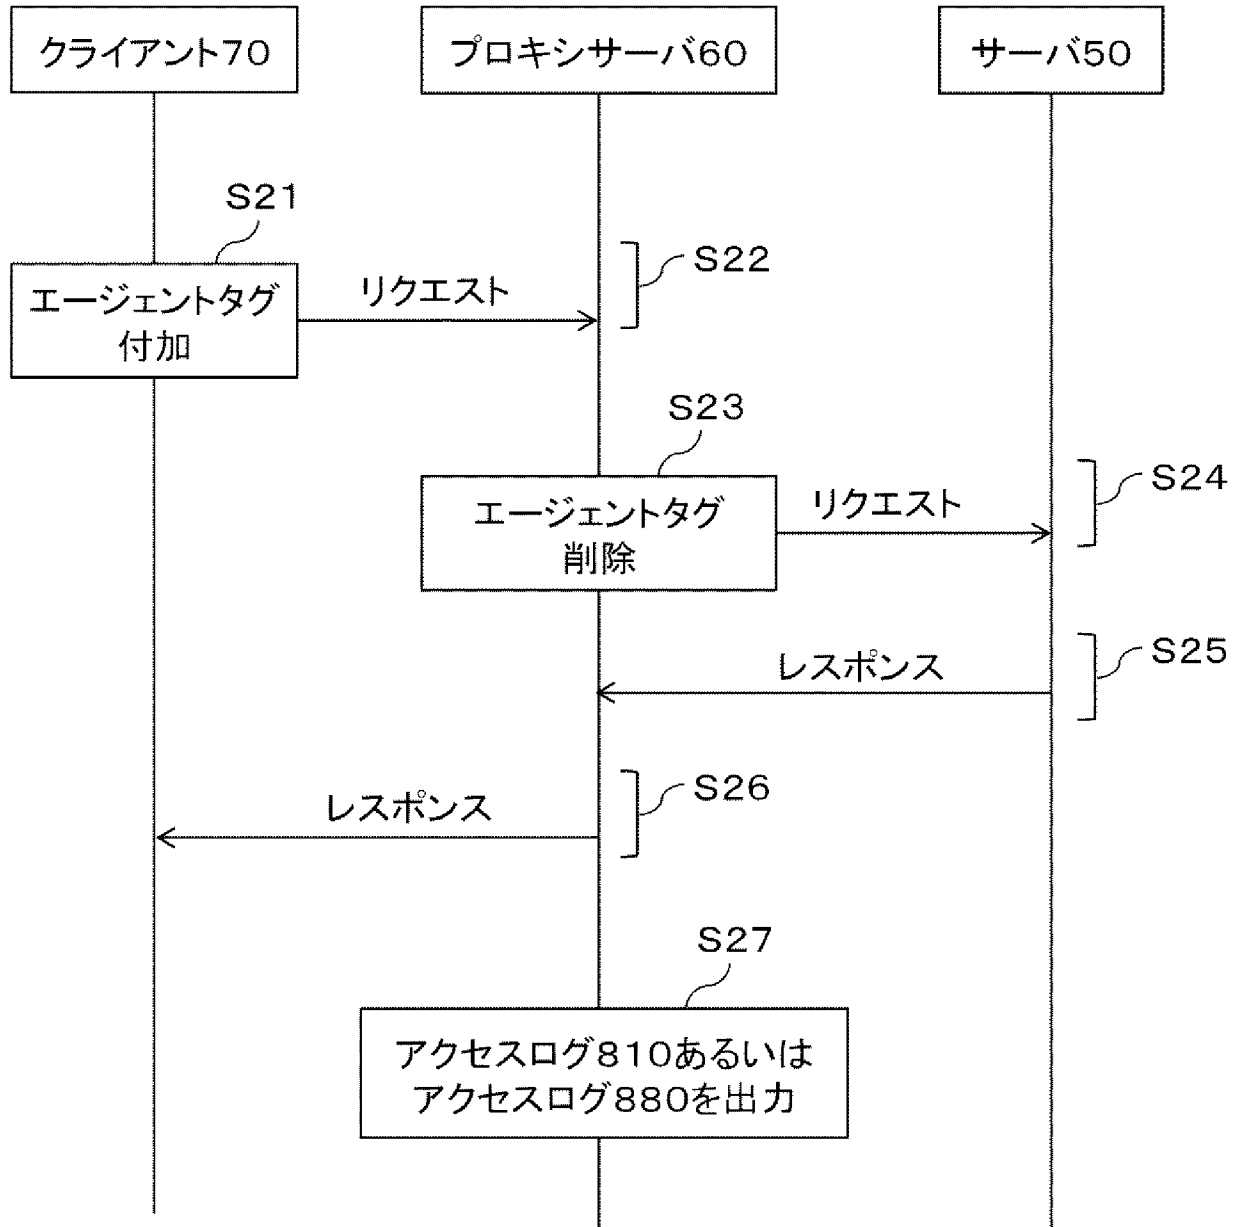 クライアント70
プロキシサーバ60
サーバ50
S21
エージェントタグ
付加
リクエスト
S22
S23
エージェントタグ
削除
リクエスト
S24
レスポンス
S25
レスポンス
S26
S27
アクセスログ810あるいは
アクセスログ880を出力